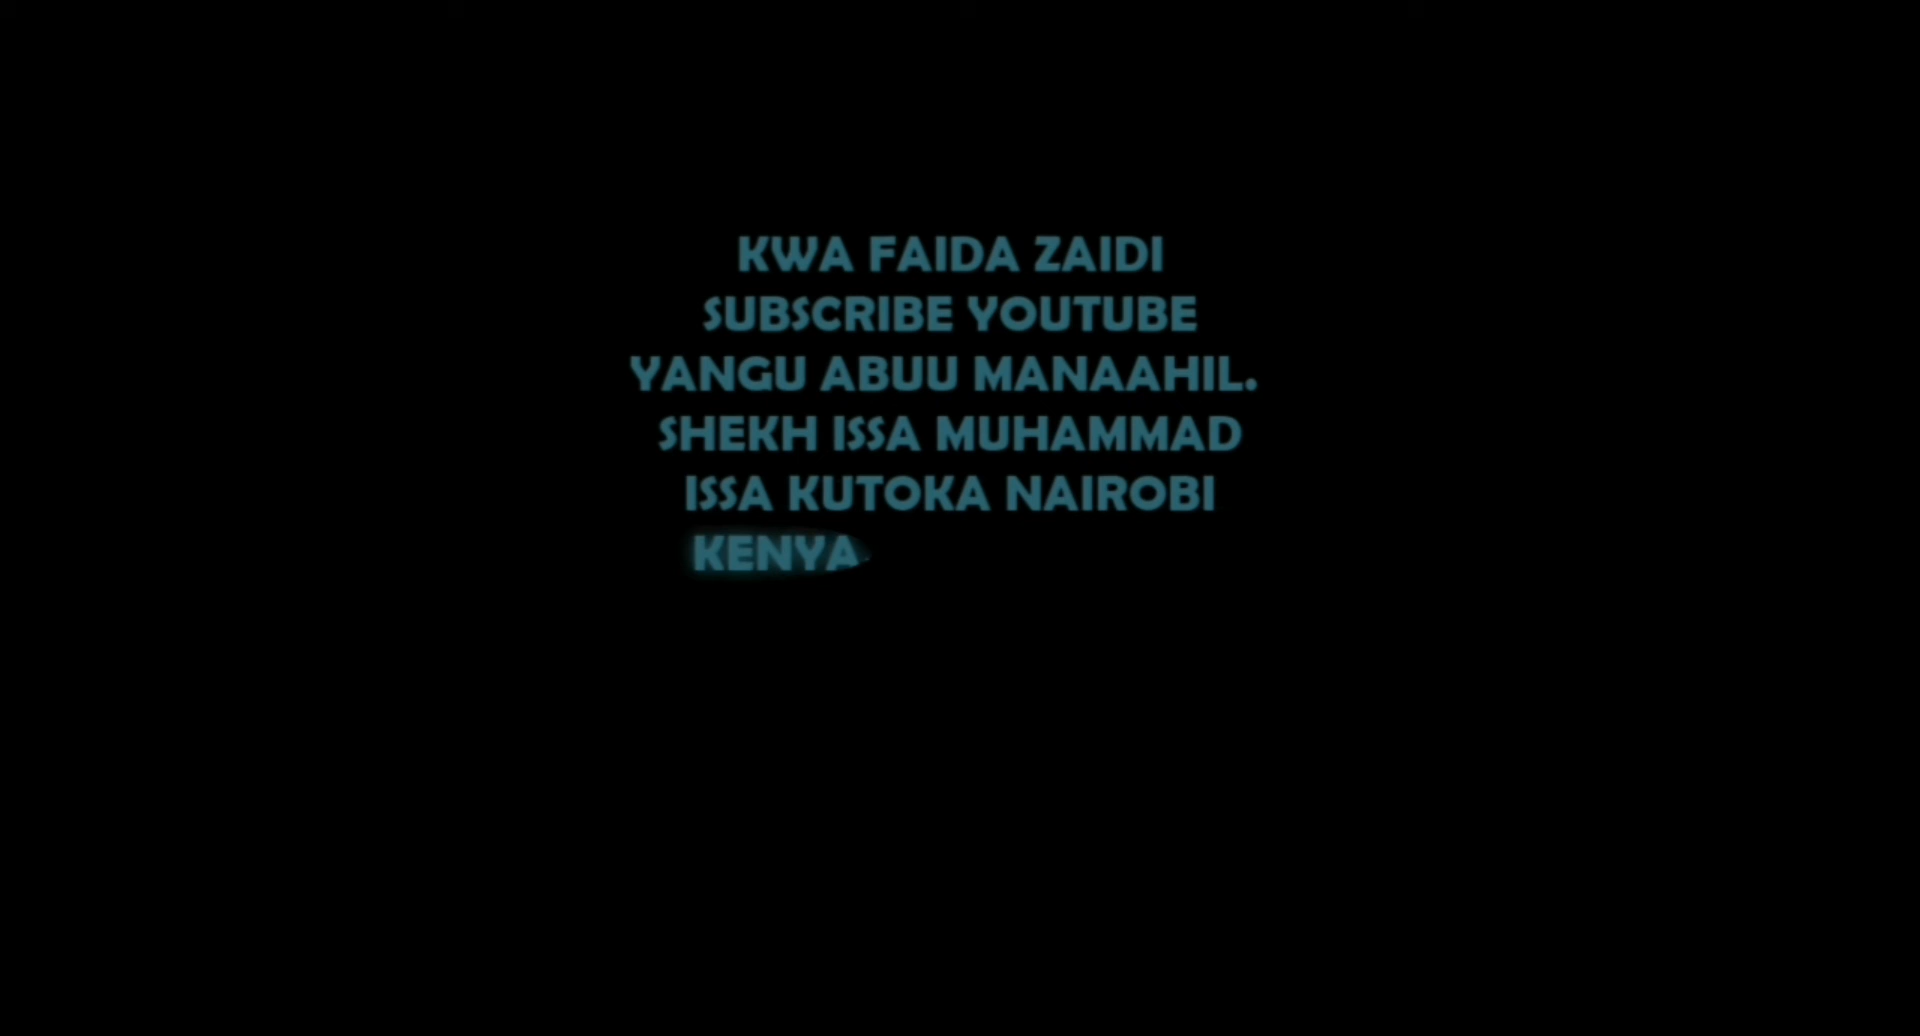 KWA FAIDA ZAIDI
SUBSCRIBE YOUTUBE
YANGU ABUU MANAAHIL.
SHEKH ISSA MUHAMMAD
ISSA KUTOKA NAIROBI
KENYA